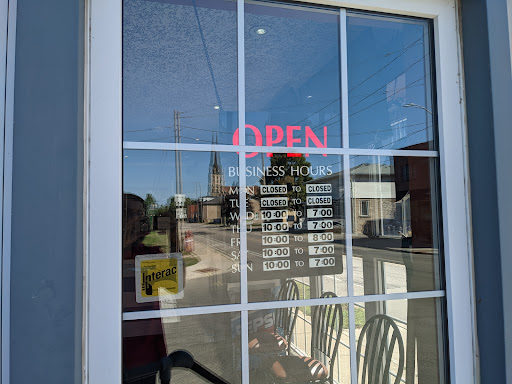 OPEN
BUSINESS HOURS
MON CLOSED TO CLOSED
TUE CLOSED TO CLOSED
WED 10:00 TO 7:00
THU 10:00 TO 7:00
FRI 10:00 TO 8:00
SAT 10:00 TO 7:00
SUN 10:00 TO 7:00
Interac
PEPSI